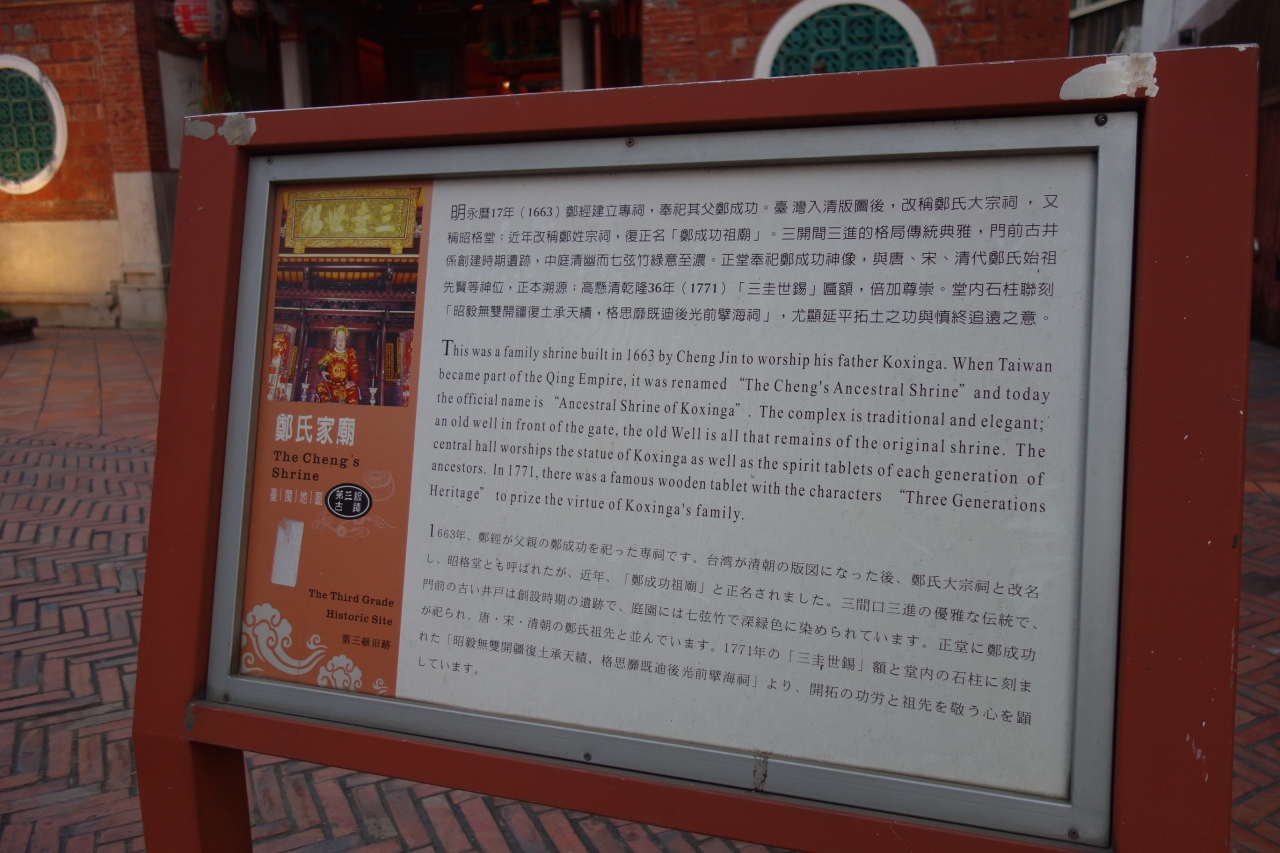 三圭世錫
鄭氏家廟
The Cheng's
Shrine
臺|閩|地|區
第三級
古蹟
The Third Grade
Historic Site
第三級旧跡
明永曆17年（1663）鄭經建立專祠，奉祀其父鄭成功。臺灣入清版圖後，改稱鄭氏大宗祠，又
稱昭格堂；近年改稱鄭姓宗祠，復正名「鄭成功祖廟」。三開間三進的格局傳統典雅，門前古井
係創建時期遺跡，中庭清幽而七弦竹綠意至濃。正堂奉祀鄭成功神像，與唐、宋、清代鄭氏始祖
先賢等神位，正本溯源；高懸清乾隆36年（1771）「三圭世錫」匾額，倍加尊崇。堂內石柱聯刻
「昭毅無雙開疆復土承天績，格思靡既迪後光前擘海祠」，尤顯延平拓土之功與慎終追遠之意。
This was a family shrine built in 1663 by Cheng Jin to worship his father Koxinga. When Taiwan
became part of the Qing Empire, it was renamed “The Cheng's Ancestral Shrine” and today
the official name is “Ancestral Shrine of Koxinga”. The complex is traditional and elegant;
an old well in front of the gate, the old Well is all that remains of the original shrine. The
central hall worships the statue of Koxinga as well as the spirit tablets of each generation of
ancestors. In 1771, there was a famous wooden tablet with the characters “Three Generations
Heritage” to prize the virtue of Koxinga's family.
1663年、鄭經が父親の鄭成功を祀った専祠です。台湾が清朝の版図になった後、鄭氏大宗祠と改名
し、昭格堂とも呼ばれたが、近年、「鄭成功祖廟」と正名されました。三間口三進の優雅な伝統で、
門前の古い井戸は創設時期の遺跡で、庭園には七弦竹で深緑色に染められています。正堂に鄭成功
が祀られ、唐・宋・清朝の鄭氏祖先と並んでいます。1771年の「三圭世錫」額と堂内の石柱に刻ま
れた「昭毅無雙開疆復土承天績，格思靡既迪後光前擘海祠」より、開拓の功労と祖先を敬う心を顕
しています。